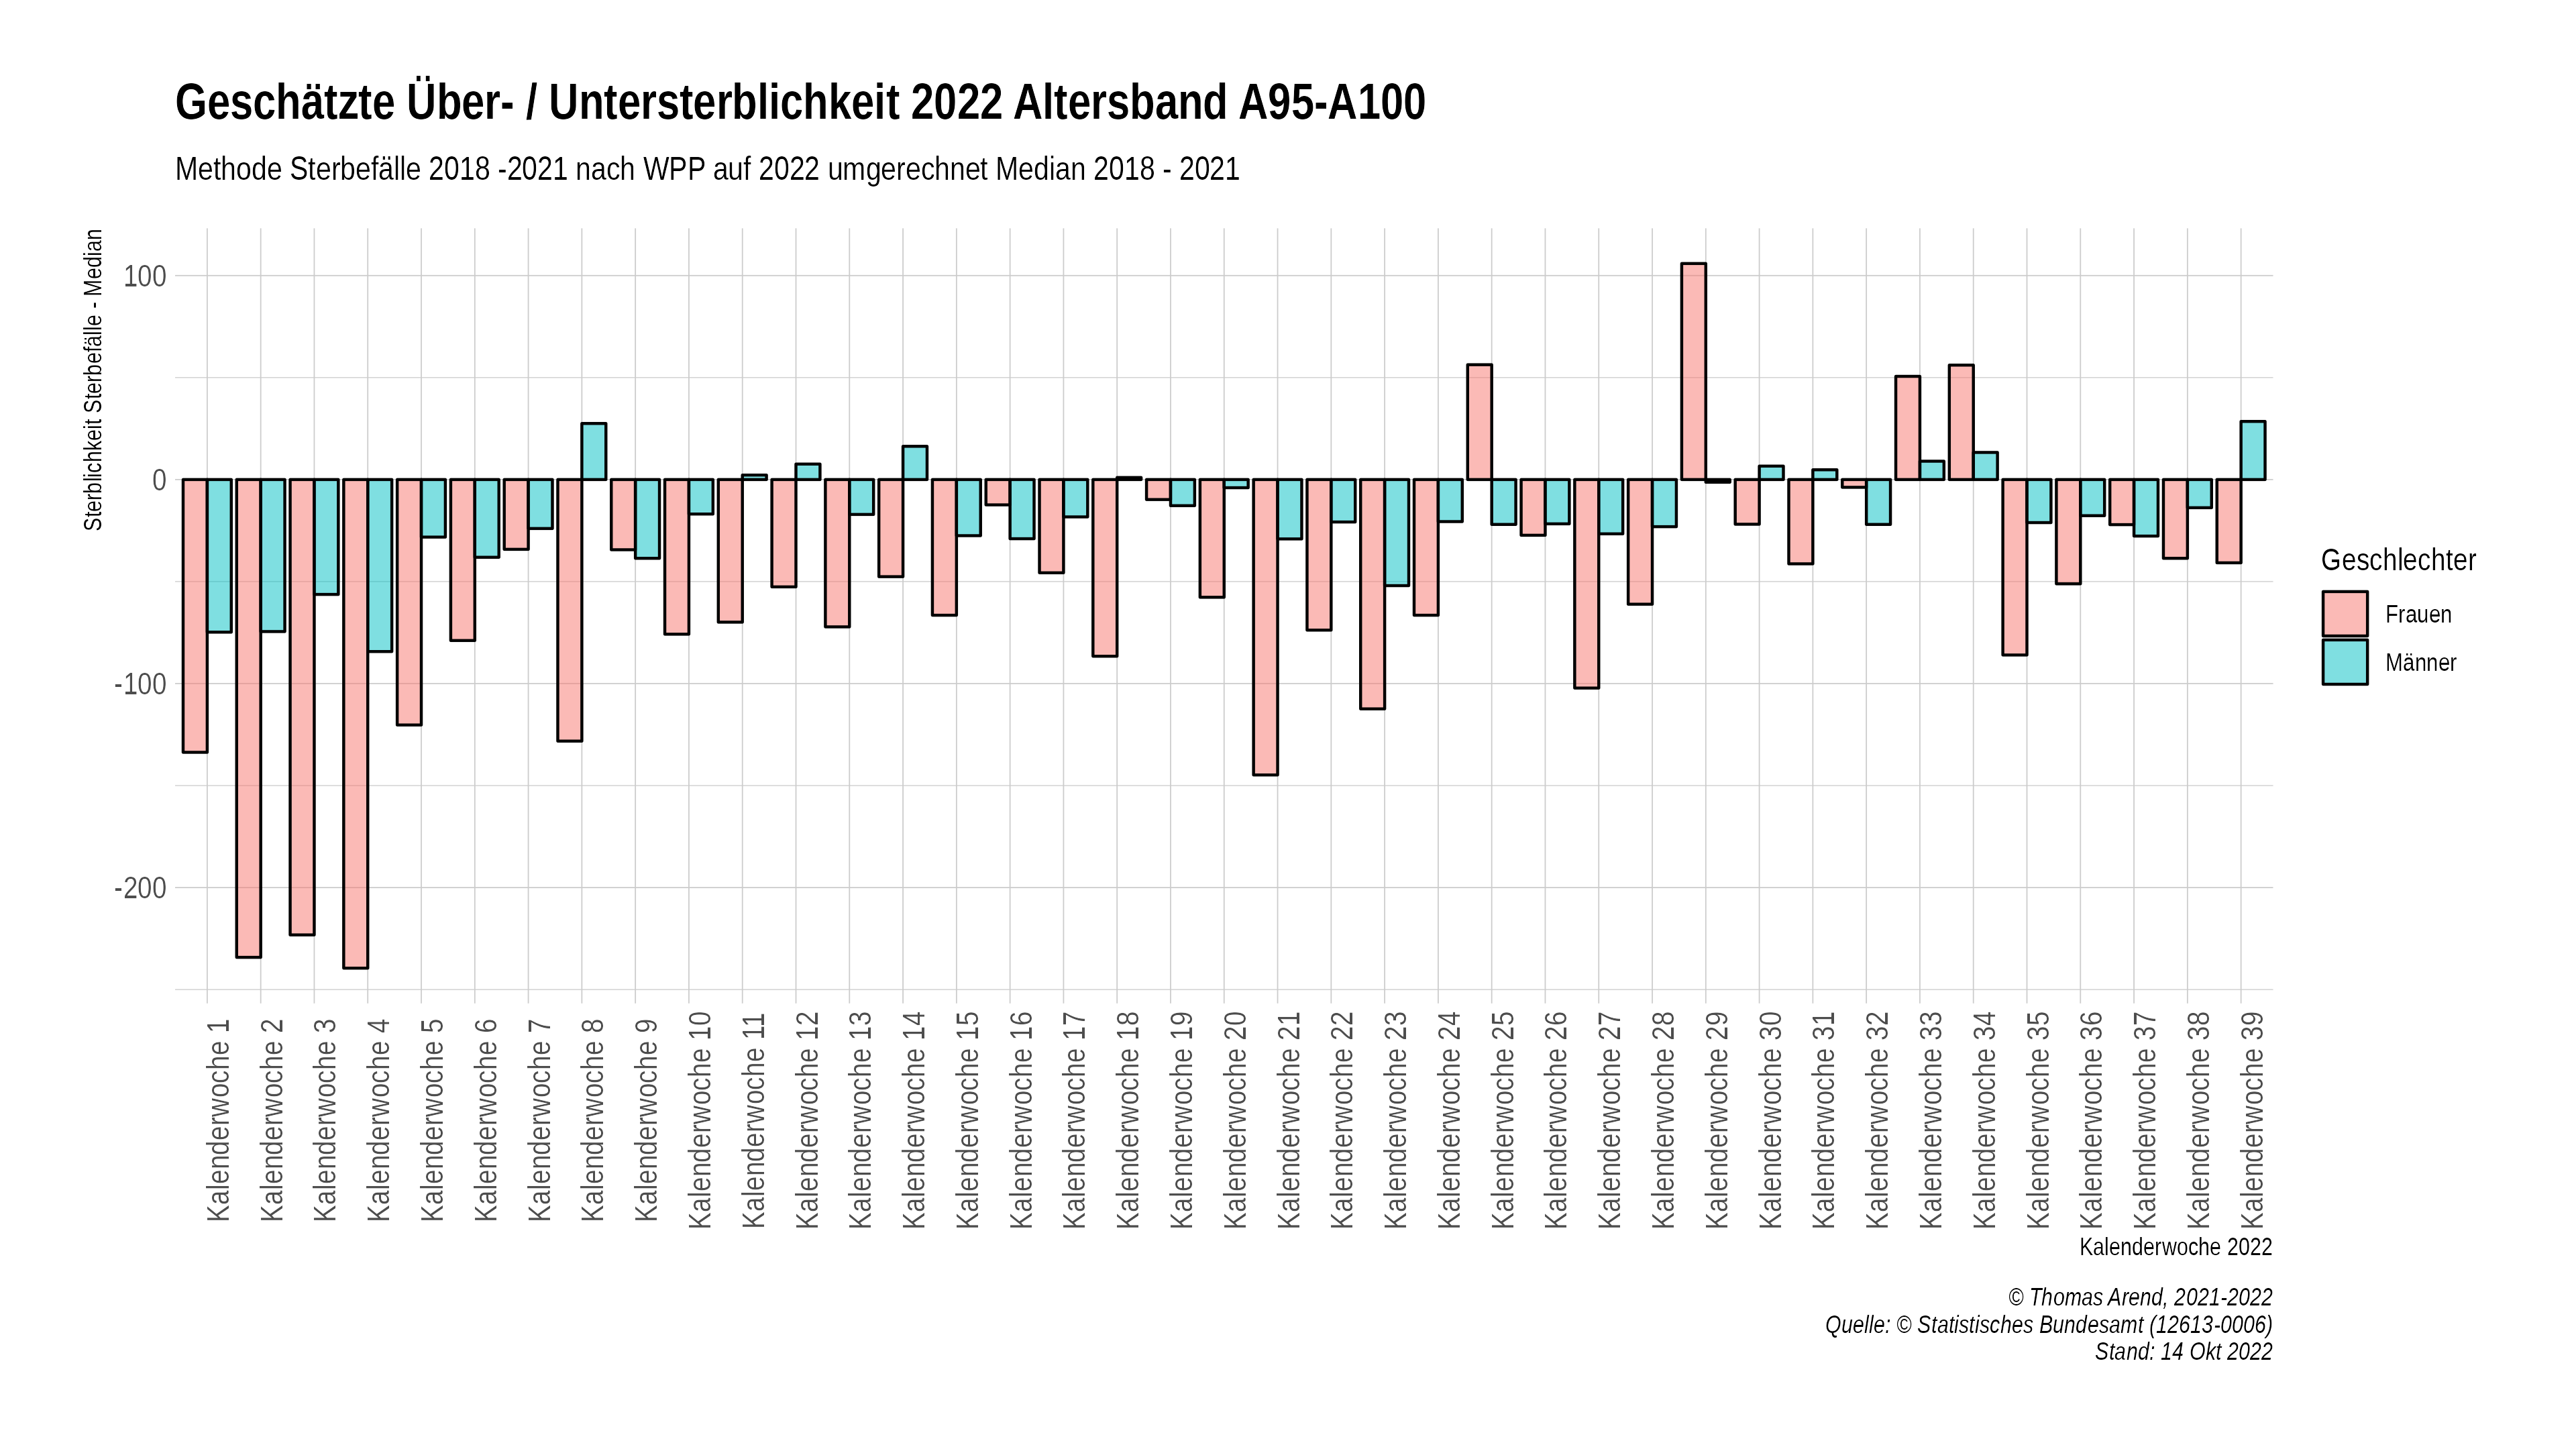 Geschätzte Über- / Untersterblichkeit 2022 Altersband A95-A100
Methode Sterbefälle 2018 -2021 nach WPP auf 2022 umgerechnet Median 2018 - 2021
Sterblichkeit Sterbefälle - Median
100
0
-100
-200
Kalenderwoche 1
Kalenderwoche 2
Kalenderwoche 3
Kalenderwoche 4
Kalenderwoche 5
Kalenderwoche 6
Kalenderwoche 7
Kalenderwoche 8
Kalenderwoche 9
Kalenderwoche 10
Kalenderwoche 11
Kalenderwoche 12
Kalenderwoche 13
Kalenderwoche 14
Kalenderwoche 15
Kalenderwoche 16
Kalenderwoche 17
Kalenderwoche 18
Kalenderwoche 19
Kalenderwoche 20
Kalenderwoche 21
Kalenderwoche 22
Kalenderwoche 23
Kalenderwoche 24
Kalenderwoche 25
Kalenderwoche 26
Kalenderwoche 27
Kalenderwoche 28
Kalenderwoche 29
Kalenderwoche 30
Kalenderwoche 31
Kalenderwoche 32
Kalenderwoche 33
Kalenderwoche 34
Kalenderwoche 35
Kalenderwoche 36
Kalenderwoche 37
Kalenderwoche 38
Kalenderwoche 39
Kalenderwoche 2022
Geschlechter
Frauen
Männer
© Thomas Arend, 2021-2022
Quelle: © Statistisches Bundesamt (12613-0006)
Stand: 14 Okt 2022